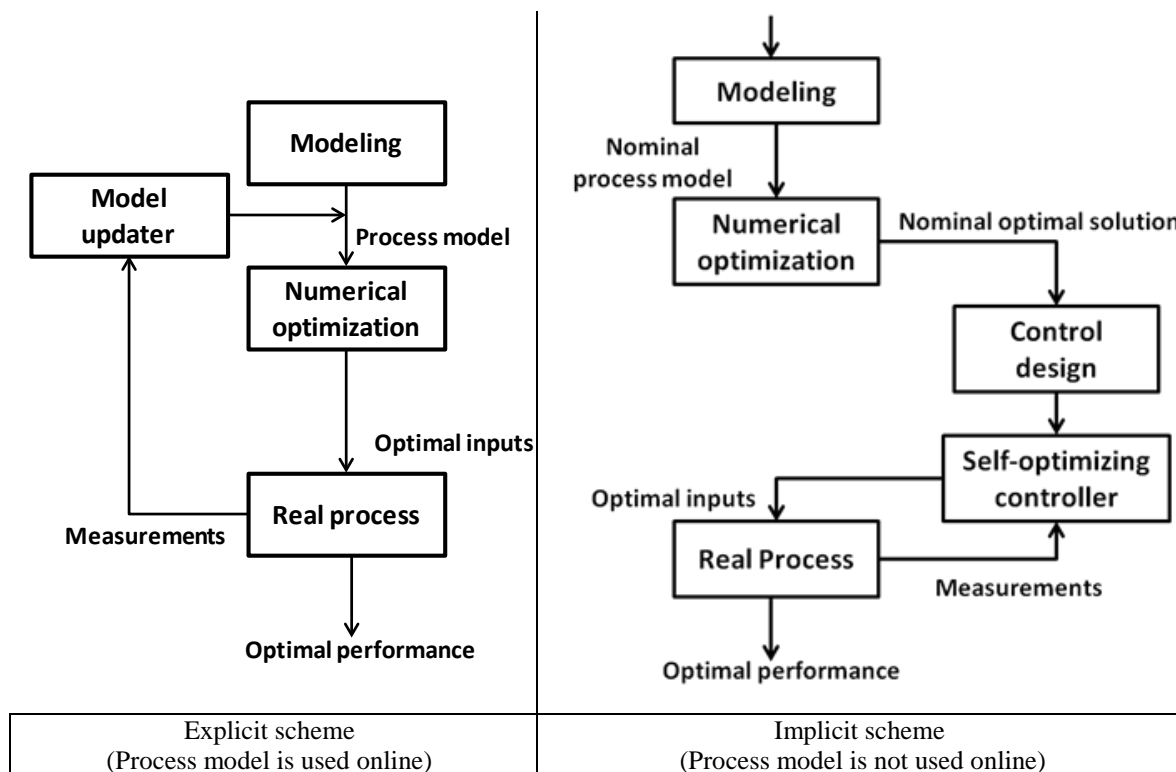 Modeling
Model
updater
Process model
Numerical
optimization
Optimal inputs
Real process
Measurements
Optimal performance
Explicit scheme
(Process model is used online)
Modeling
Nominal
process model
Numerical
optimization
Nominal optimal solution
Control
design
Self-optimizing
controller
Optimal inputs
Real Process
Measurements
Optimal performance
Implicit scheme
(Process model is not used online)